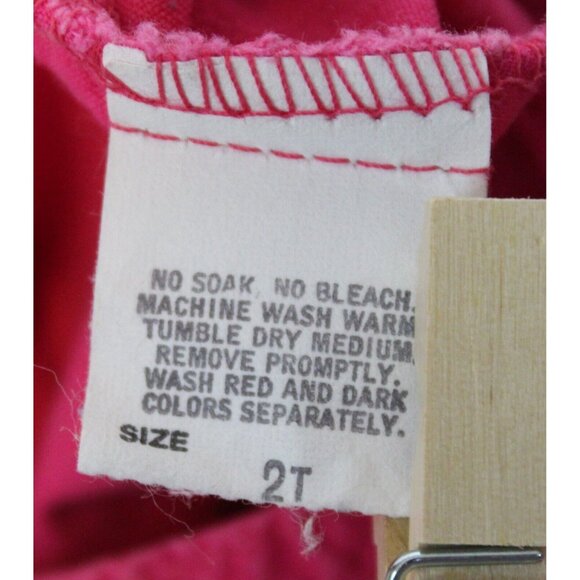 NO SOAK, NO BLEACH.
MACHINE WASH WARM
TUMBLE DRY MEDIUM.
REMOVE PROMPTLY.
WASH RED AND DARK
COLORS SEPARATELY.
SIZE
2T